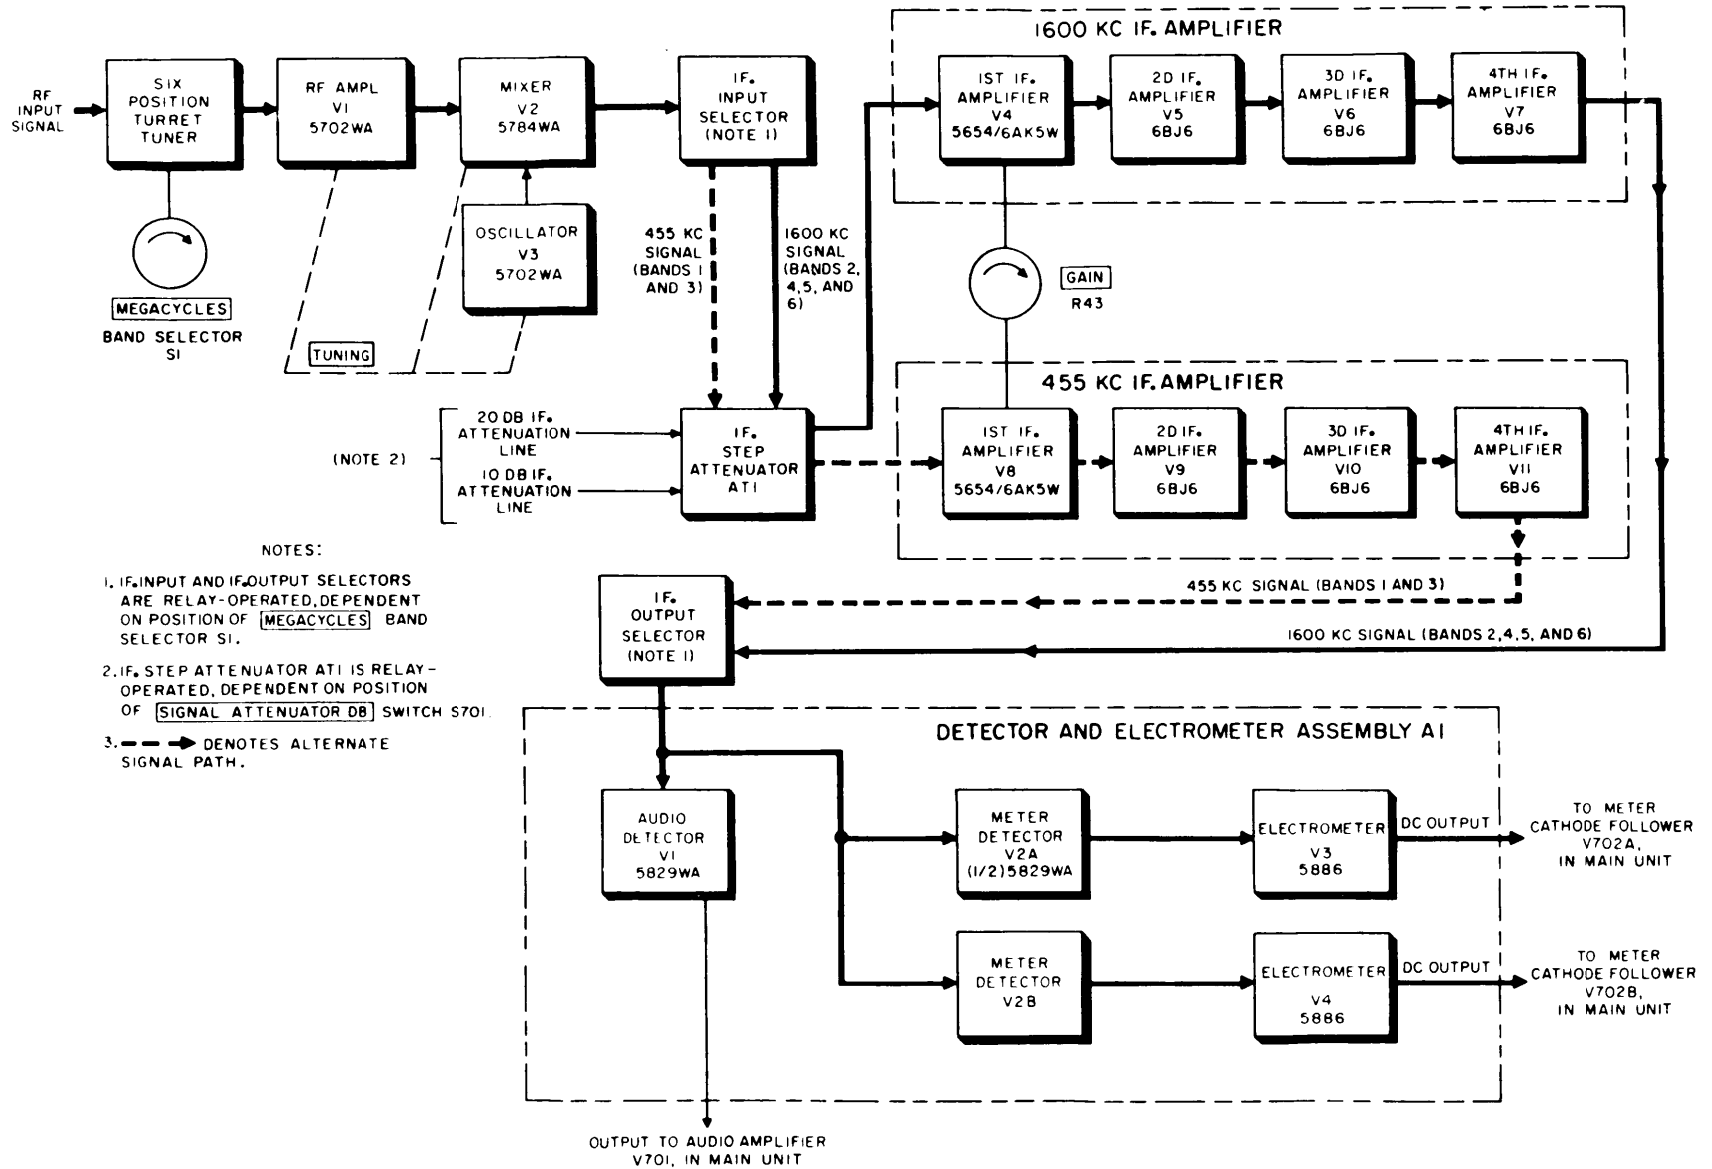 1600 KC IF. AMPLIFIER
RF
INPUT
SIGNAL
SIX
POSITION
TURRET
TUNER
RF AMPL
V1
5702WA
MIXER
V2
5784WA
IF.
INPUT
SELECTOR
(NOTE 1)
1ST IF.
AMPLIFIER
V4
5654/6AK5W
2D IF.
AMPLIFIER
V5
6BJ6
3D IF.
AMPLIFIER
V6
6BJ6
4TH IF.
AMPLIFIER
V7
6BJ6
MEGACYCLES
BAND SELECTOR
S1
OSCILLATOR
V3
5702WA
TUNING
455 KC
SIGNAL
(BANDS 1
AND 3)
1600 KC
SIGNAL
(BANDS 2,
4,5, AND
6)
GAIN
R43
455 KC IF. AMPLIFIER
(NOTE 2)
20 DB IF.
ATTENUATION
LINE
10 DB IF.
ATTENUATION
LINE
IF.
STEP
ATTENUATOR
AT1
1ST IF.
AMPLIFIER
V8
5654/6AK5W
2D IF.
AMPLIFIER
V9
6BJ6
3D IF.
AMPLIFIER
V10
6BJ6
4TH IF.
AMPLIFIER
V11
6BJ6
NOTES:
1. IF. INPUT AND IF. OUTPUT SELECTORS
ARE RELAY-OPERATED, DEPENDENT
ON POSITION OF MEGACYCLES BAND
SELECTOR S1.
2. IF. STEP ATTENUATOR AT1 IS RELAY-
OPERATED, DEPENDENT ON POSITION
OF SIGNAL ATTENUATOR DB SWITCH S701.
3. DENOTES ALTERNATE
SIGNAL PATH.
IF.
OUTPUT
SELECTOR
(NOTE 1)
455 KC SIGNAL (BANDS 1 AND 3)
1600 KC SIGNAL (BANDS 2,4,5, AND 6)
DETECTOR AND ELECTROMETER ASSEMBLY A1
AUDIO
DETECTOR
V1
5829WA
METER
DETECTOR
V2A
(1/2) 5829WA
ELECTROMETER
V3
5886
DC OUTPUT
TO METER
CATHODE FOLLOWER
V702A,
IN MAIN UNIT
METER
DETECTOR
V2B
ELECTROMETER
V4
5886
DC OUTPUT
TO METER
CATHODE FOLLOWER
V702B,
IN MAIN UNIT
OUTPUT TO AUDIO AMPLIFIER
V701, IN MAIN UNIT